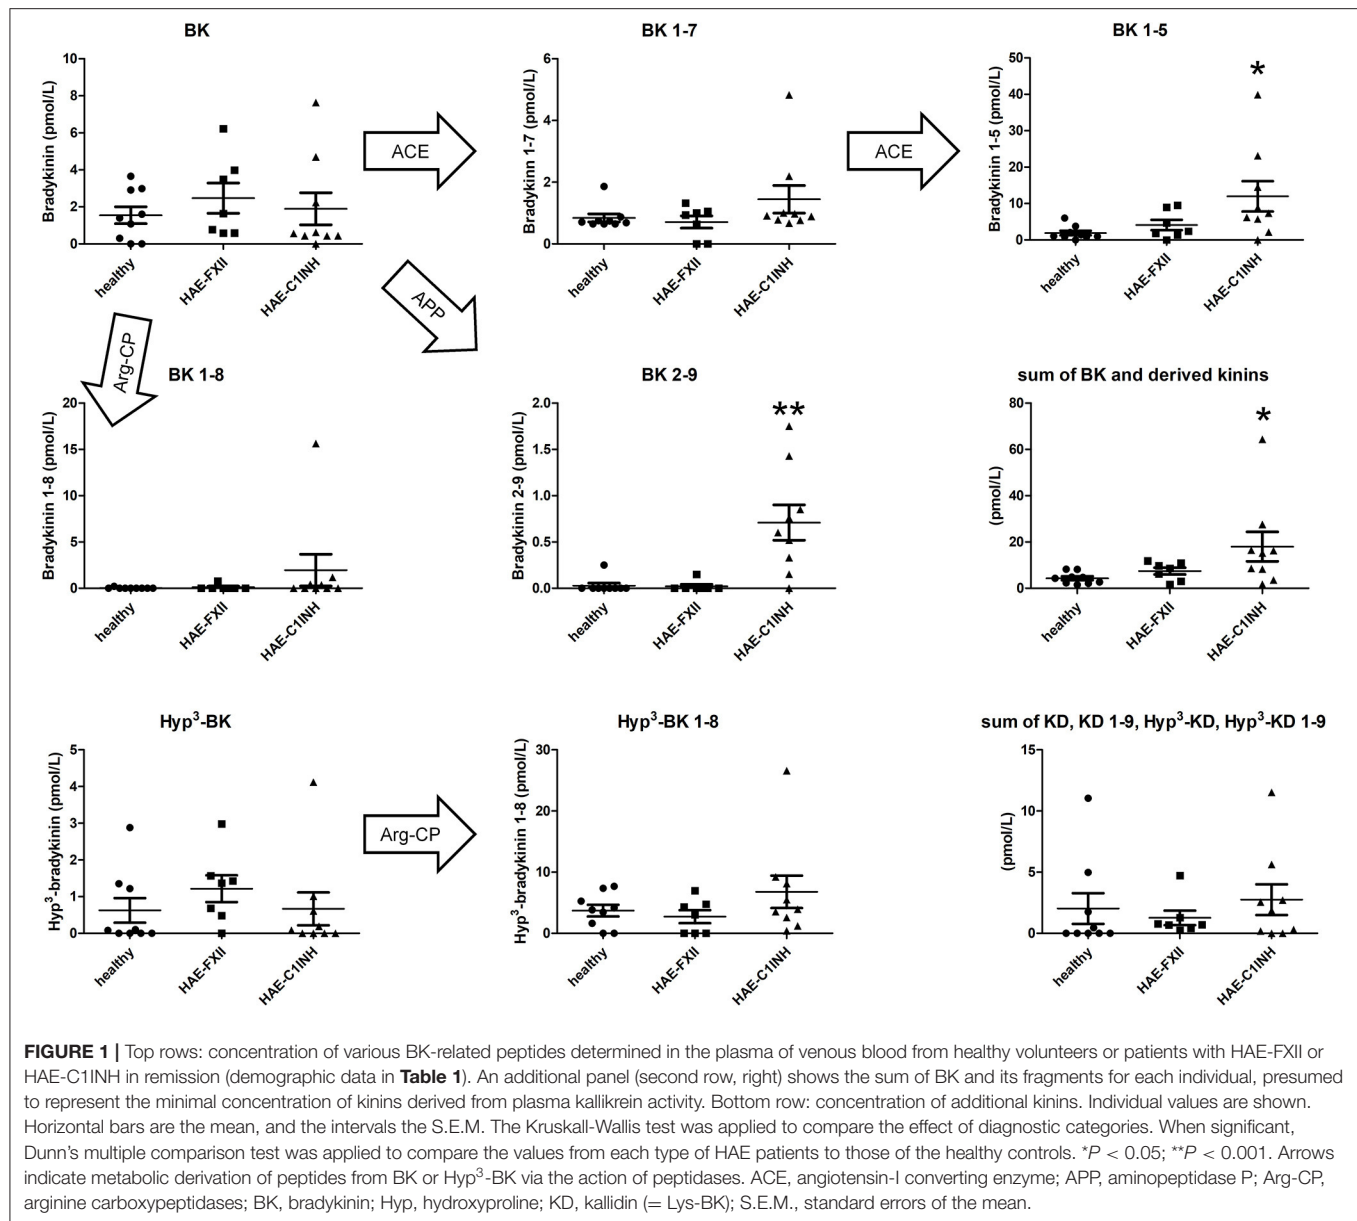 BK
Bradykinin (pmol/L)
10
8
6
4
2
0
healthy
HAE-FXII
HAE-C1INH
ACE
BK 1-7
Bradykinn 1-7 (pmol/L)
6
4
2
0
healthy
HAE-FXII
HAE-C1INH
ACE
BK 1-5
Bradykinin 1-5 (pmol/L)
50
40
30
20
10
0
*
healthy
HAE-FXII
HAE-C1INH
Arg-CP
APP
BK 1-8
Bradykinin 1-8 (pmol/L)
20
15
10
5
0
healthy
HAE-FXII
HAE-C1INH
BK 2-9
Bradykinin 2-9 (pmol/L)
2.0
1.5
1.0
0.5
0.0
**
healthy
HAE-FXII
HAE-C1INH
sum of BK and derived kinins
(pmol/L)
80
60
40
20
0
*
healthy
HAE-FXII
HAE-C1INH
Hyp³-BK
Hyp³-bradykinin (pmol/L)
5
4
3
2
1
0
healthy
HAE-FXII
HAE-C1INH
Arg-CP
Hyp³-BK 1-8
Hyp³-bradykinin 1-8 (pmol/L)
30
20
10
0
healthy
HAE-FXII
HAE-C1INH
sum of KD, KD 1-9, Hyp³-KD, Hyp³-KD 1-9
(pmol/L)
15
10
5
0
healthy
HAE-FXII
HAE-C1INH
FIGURE 1 | Top rows: concentration of various BK-related peptides determined in the plasma of venous blood from healthy volunteers or patients with HAE-FXII or
HAE-C1INH in remission (demographic data in Table 1). An additional panel (second row, right) shows the sum of BK and its fragments for each individual, presumed
to represent the minimal concentration of kinins derived from plasma kallikrein activity. Bottom row: concentration of additional kinins. Individual values are shown.
Horizontal bars are the mean, and the intervals the S.E.M. The Kruskall-Wallis test was applied to compare the effect of diagnostic categories. When significant,
Dunn's multiple comparison test was applied to compare the values from each type of HAE patients to those of the healthy controls. *P < 0.05; **P < 0.001. Arrows
indicate metabolic derivation of peptides from BK or Hyp³-BK via the action of peptidases. ACE, angiotensin-I converting enzyme; APP, aminopeptidase P; Arg-CP,
arginine carboxypeptidases; BK, bradykinin; Hyp, hydroxyproline; KD, kallidin (= Lys-BK); S.E.M., standard errors of the mean.